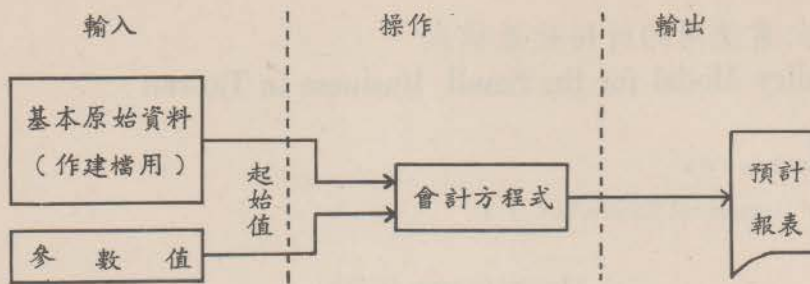 輸入
操作
輸出
基本原始資料
（作建檔用）
起始值
會計方程式
預計
報表
參數值